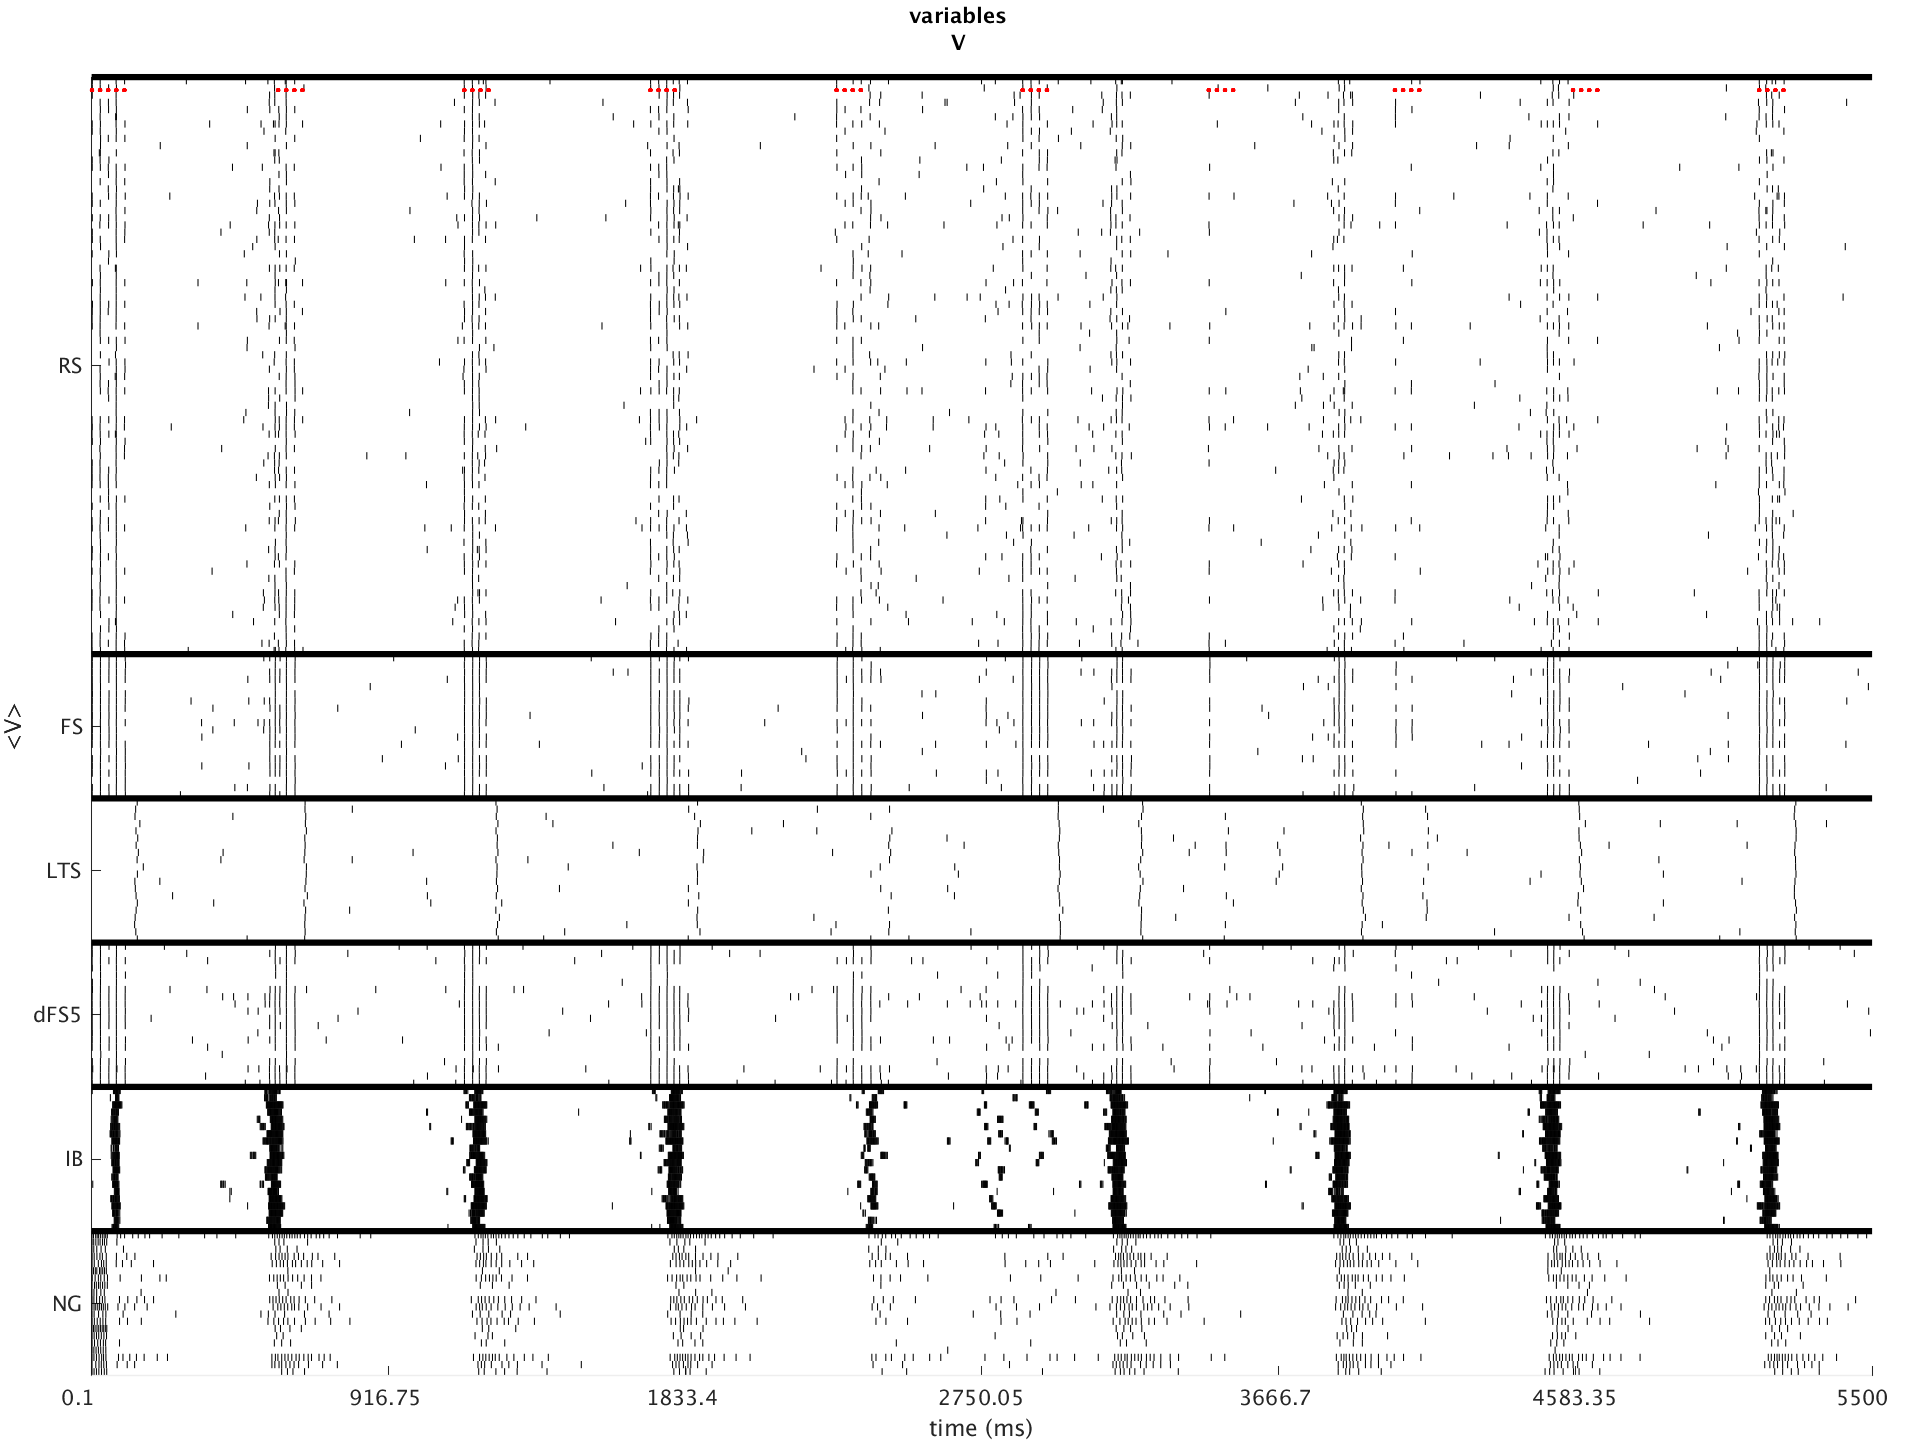 variables
V
<V>
RS
FS
LTS
dFS5
IB
NG
0.1
916.75
1833.4
2750.05
3666.7
4583.35
5500
time (ms)